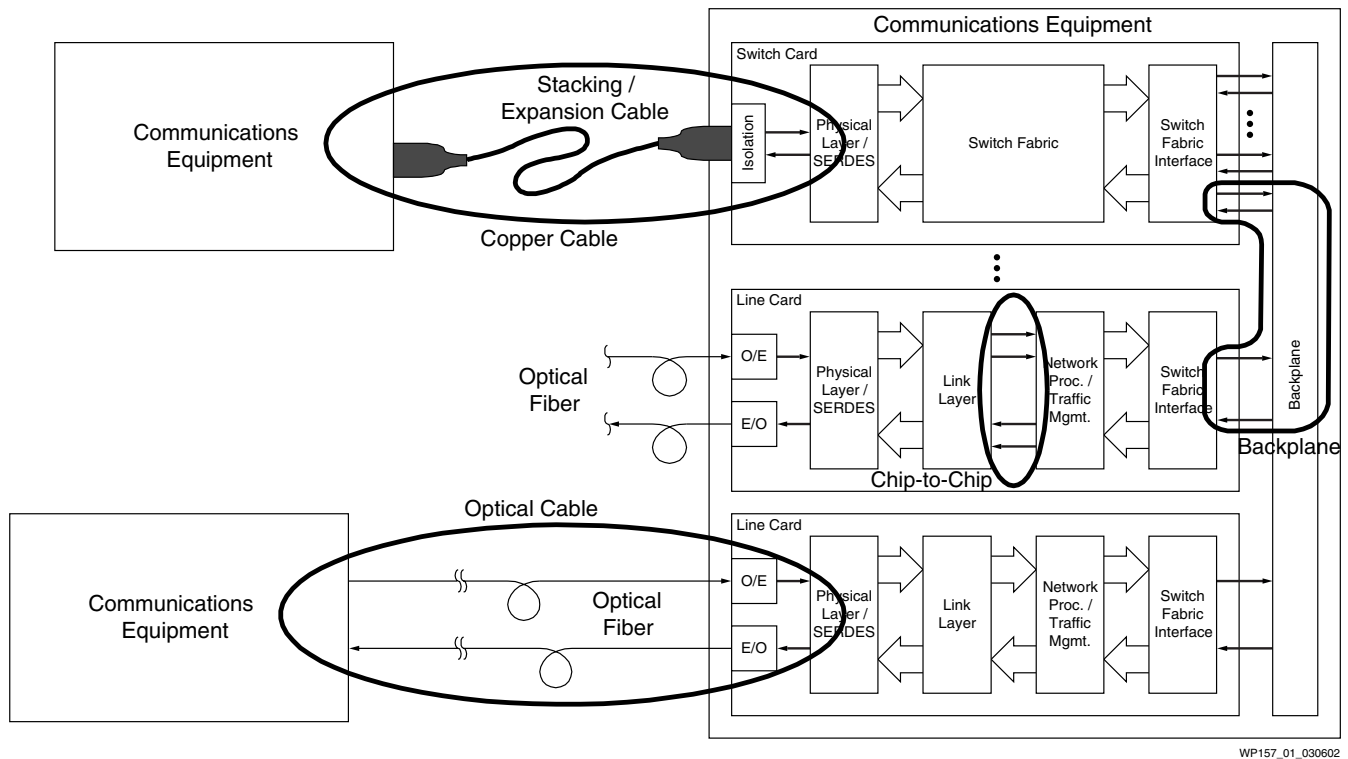 Communications Equipment
Switch Card
Communications
Equipment
Stacking /
Expansion Cable
Isolation
Physical
Layer /
SERDES
Switch Fabric
Switch
Fabric
Interface
Copper Cable
Line Card
O/E
E/O
Optical
Fiber
Physical
Layer /
SERDES
Link
Layer
Network
Proc. /
Traffic
Mgmt.
Switch
Fabric
Interface
Backplane
Backplane
Chip-to-Chip
Optical Cable
Line Card
Communications
Equipment
Optical
Fiber
O/E
E/O
Physical
Layer /
SERDES
Link
Layer
Network
Proc. /
Traffic
Mgmt.
Switch
Fabric
Interface
WP157_01_030602